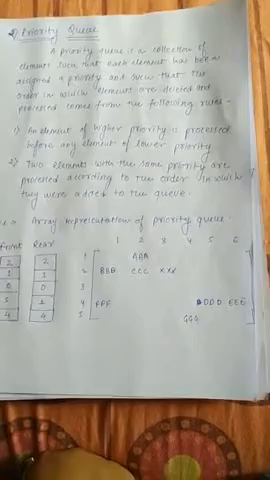 Priority Queue
A priority queue is a collection of
elements such that each element has been
assigned a priority and such that the
order in which elements are deleted and
processed comes from the following rules-
1) An element of higher priority is processed
before any element of lower priority
2) Two elements with the same priority are
processed according to the order in which
they were added to the queue.
Array representation of priority queue.
Front Rear 1 2 3 4 5 6
2 2 1 AAA
1 1 2 BBB CCC XXX
0 0 3
5 1 4 FFF DDD EEE
4 4 5 GGG